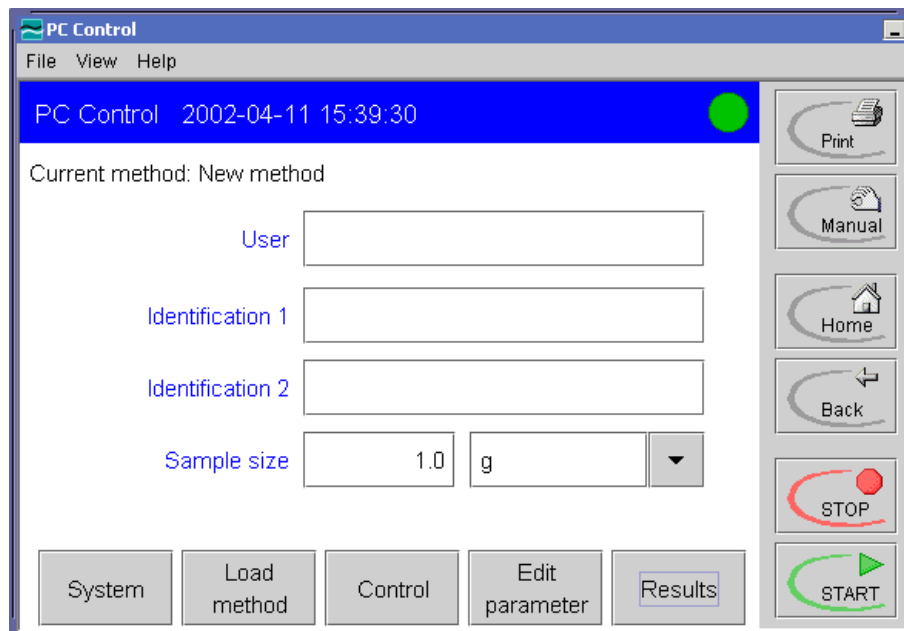 PC Control
File View Help
PC Control 2002-04-11 15:39:30
Current method: New method
User
Identification 1
Identification 2
Sample size 1.0 g
System
Load
method
Control
Edit
parameter
Results
Print
Manual
Home
Back
STOP
START